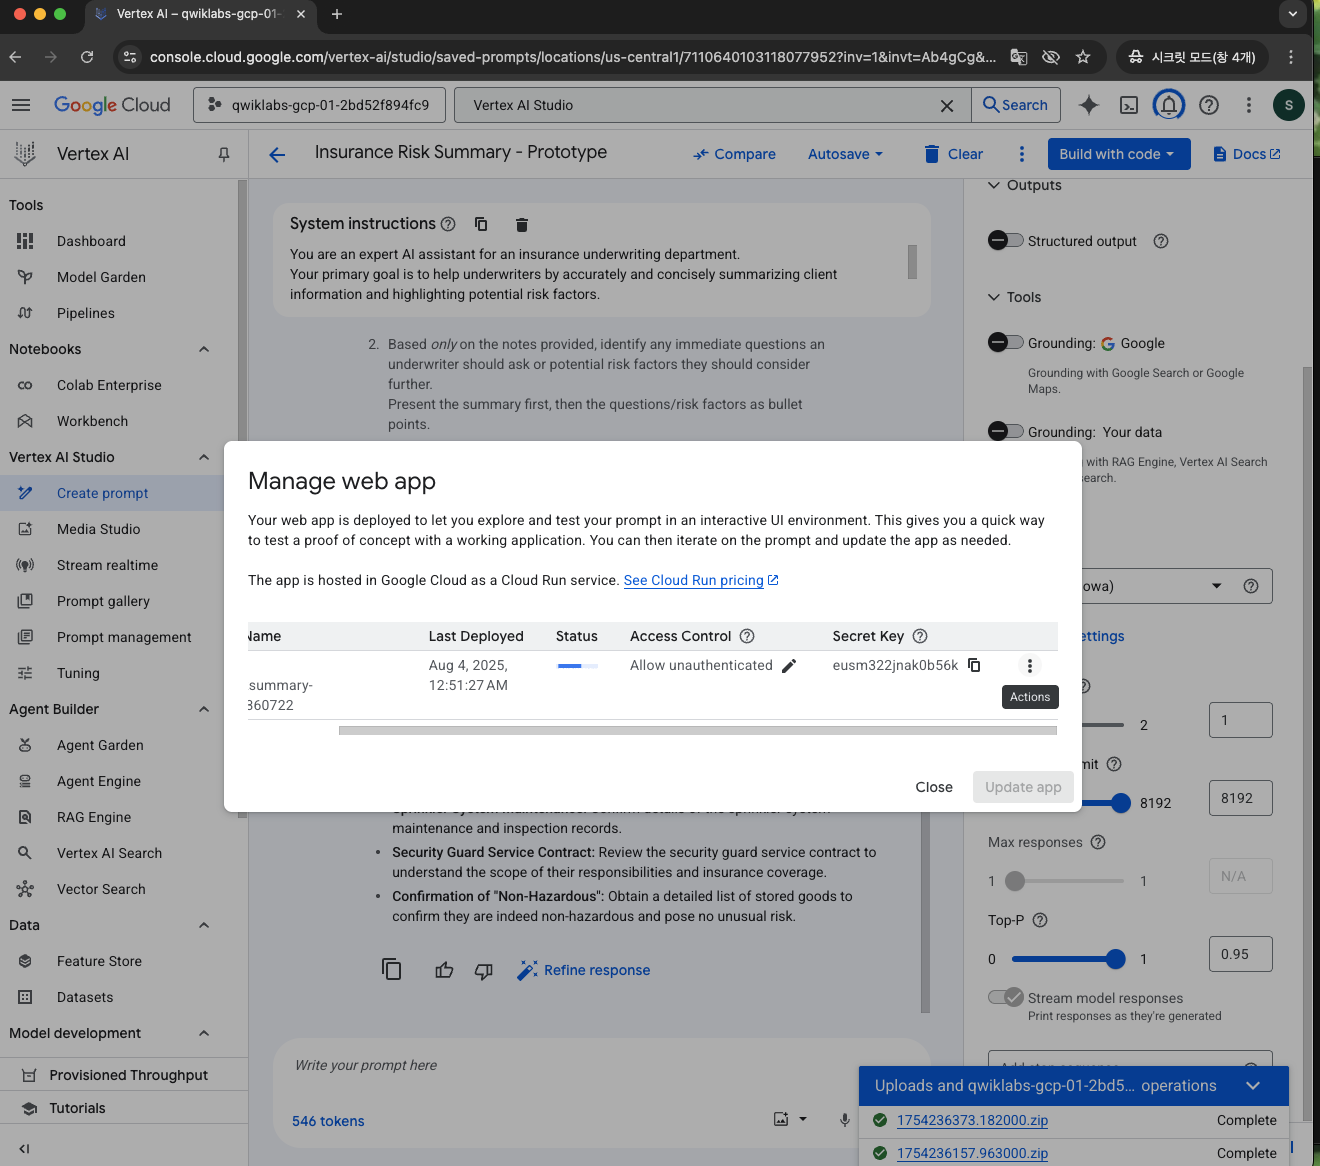 Vertex AI – qwiklabs-gcp-01-
console.cloud.google.com/vertex-ai/studio/saved-prompts/locations/us-central1/7110640103118077952?inv=1&invt=Ab4gCg&...
시크릿 모드(창 4개)
Google Cloud
qwiklabs-gcp-01-2bd52f894fc9
Vertex AI Studio
Search
S
Vertex AI
Insurance Risk Summary - Prototype
Compare
Autosave
Clear
Build with code
Docs
Tools
Dashboard
Model Garden
Pipelines
Notebooks
Colab Enterprise
Workbench
Vertex AI Studio
Create prompt
Media Studio
Stream realtime
Prompt gallery
Prompt management
Tuning
Agent Builder
Agent Garden
Agent Engine
RAG Engine
Vertex AI Search
Vector Search
Data
Feature Store
Datasets
Model development
Provisioned Throughput
Tutorials
System instructions
You are an expert AI assistant for an insurance underwriting department.
Your primary goal is to help underwriters by accurately and concisely summarizing client
information and highlighting potential risk factors.
2. Based only on the notes provided, identify any immediate questions an
underwriter should ask or potential risk factors they should consider
further.
Present the summary first, then the questions/risk factors as bullet
points.
Manage web app
Your web app is deployed to let you explore and test your prompt in an interactive UI environment. This gives you a quick way
to test a proof of concept with a working application. You can then iterate on the prompt and update the app as needed.
The app is hosted in Google Cloud as a Cloud Run service. See Cloud Run pricing
Name Last Deployed Status Access Control Secret Key
Aug 4, 2025, Allow unauthenticated eusm322jnak0b56k
summary- 12:51:27 AM
360722
Actions
Close
Update app
maintenance and inspection records.
• Security Guard Service Contract: Review the security guard service contract to
understand the scope of their responsibilities and insurance coverage.
• Confirmation of "Non-Hazardous": Obtain a detailed list of stored goods to
confirm they are indeed non-hazardous and pose no unusual risk.
Refine response
Write your prompt here
546 tokens
Outputs
Structured output
Tools
Grounding: Google
Grounding with Google Search or Google
Maps.
Grounding: Your data
with RAG Engine, Vertex AI Search
search.
owa)
ettings
2
1
mit
8192
8192
Max responses
1
1
N/A
Top-P
0
1
0.95
Stream model responses
Print responses as they're generated
Uploads and qwiklabs-gcp-01-2bd5... operations
1754236373.182000.zip Complete
1754236157.963000.zip Complete